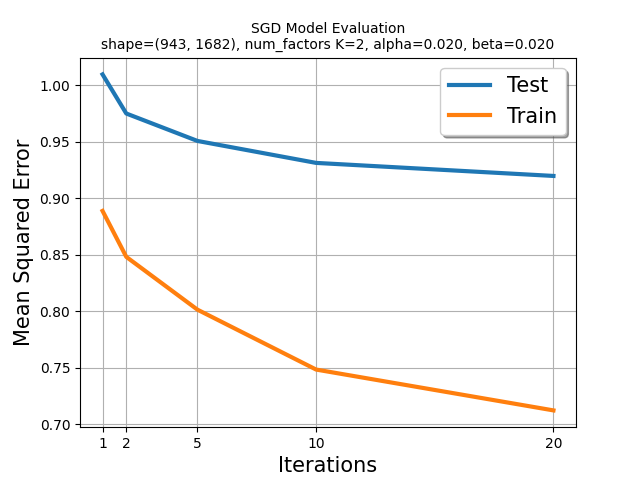 SGD Model Evaluation
shape=(943, 1682), num_factors K=2, alpha=0.020, beta=0.020
Test
Train
Mean Squared Error
1.00
0.95
0.90
0.85
0.80
0.75
0.70
1 2 5 10 20
Iterations